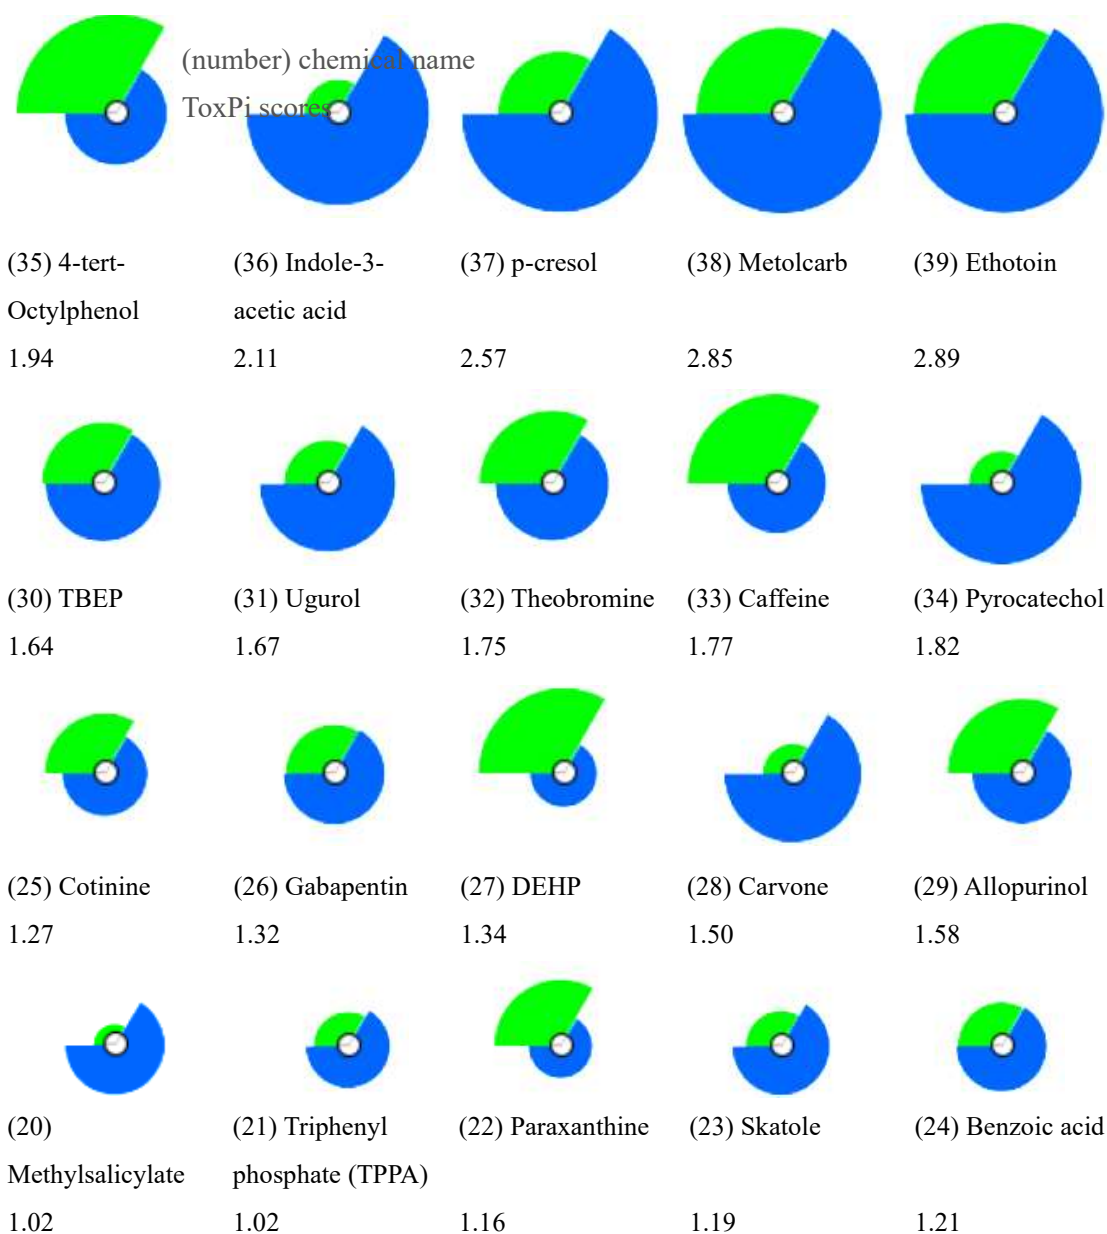 (number) chemical name
ToxPi scores
(35) 4-tert- (36) Indole-3- (37) p-cresol (38) Metolcarb (39) Ethotoin
Octylphenol acetic acid
1.94 2.11 2.57 2.85 2.89
(30) TBEP (31) Ugurol (32) Theobromine (33) Caffeine (34) Pyrocatechol
1.64 1.67 1.75 1.77 1.82
(25) Cotinine (26) Gabapentin (27) DEHP (28) Carvone (29) Allopurinol
1.27 1.32 1.34 1.50 1.58
(20) (21) Triphenyl (22) Paraxanthine (23) Skatole (24) Benzoic acid
Methylsalicylate phosphate (TPPA)
1.02 1.02 1.16 1.19 1.21